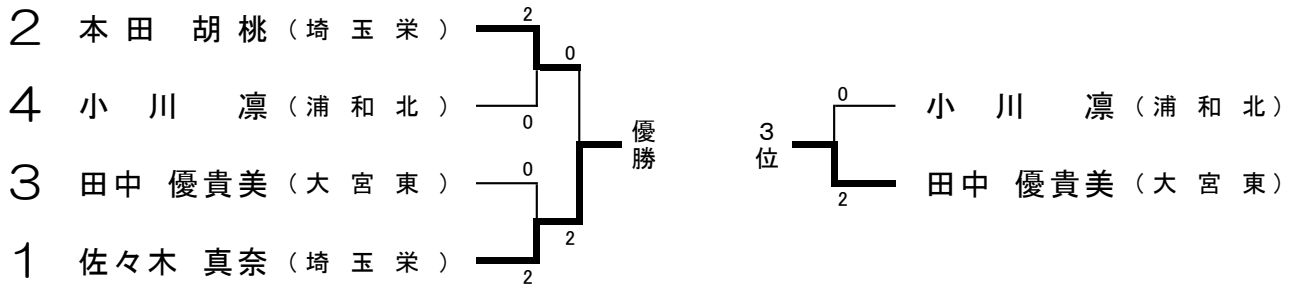 2 本田 胡桃 (埼玉栄) 2
0
4 小川 凛 (浦和北) 0
優勝
3 田中 優貴美 (大宮東) 0
2
1 佐々木 真奈 (埼玉栄) 2
3位
0 小川 凛 (浦和北)
2 田中 優貴美 (大宮東)